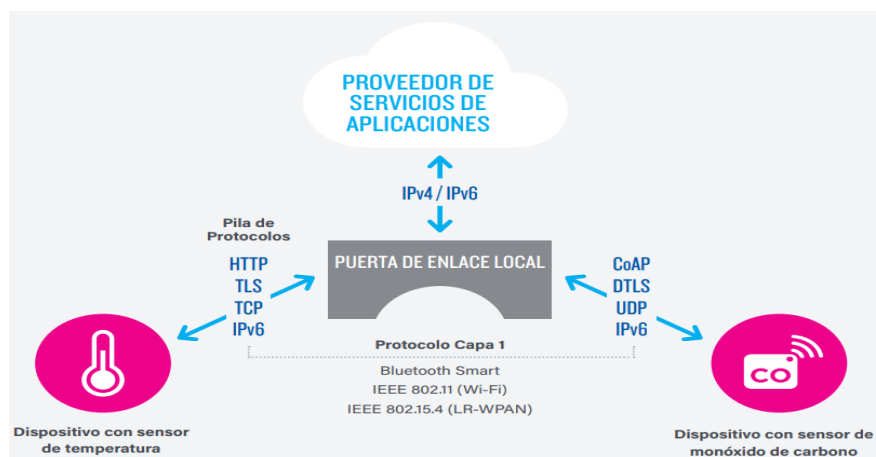 PROVEEDOR DE
SERVICIOS DE
APLICACIONES
IPv4 / IPv6
Pila de
Protocolos
HTTP
TLS
TCP
IPv6
PUERTA DE ENLACE LOCAL
CoAP
DTLS
UDP
IPv6
Protocolo Capa 1
Bluetooth Smart
IEEE 802.11 (Wi-Fi)
IEEE 802.15.4 (LR-WPAN)
CO
Dispositivo con sensor
de temperatura
Dispositivo con sensor de
monóxido de carbono